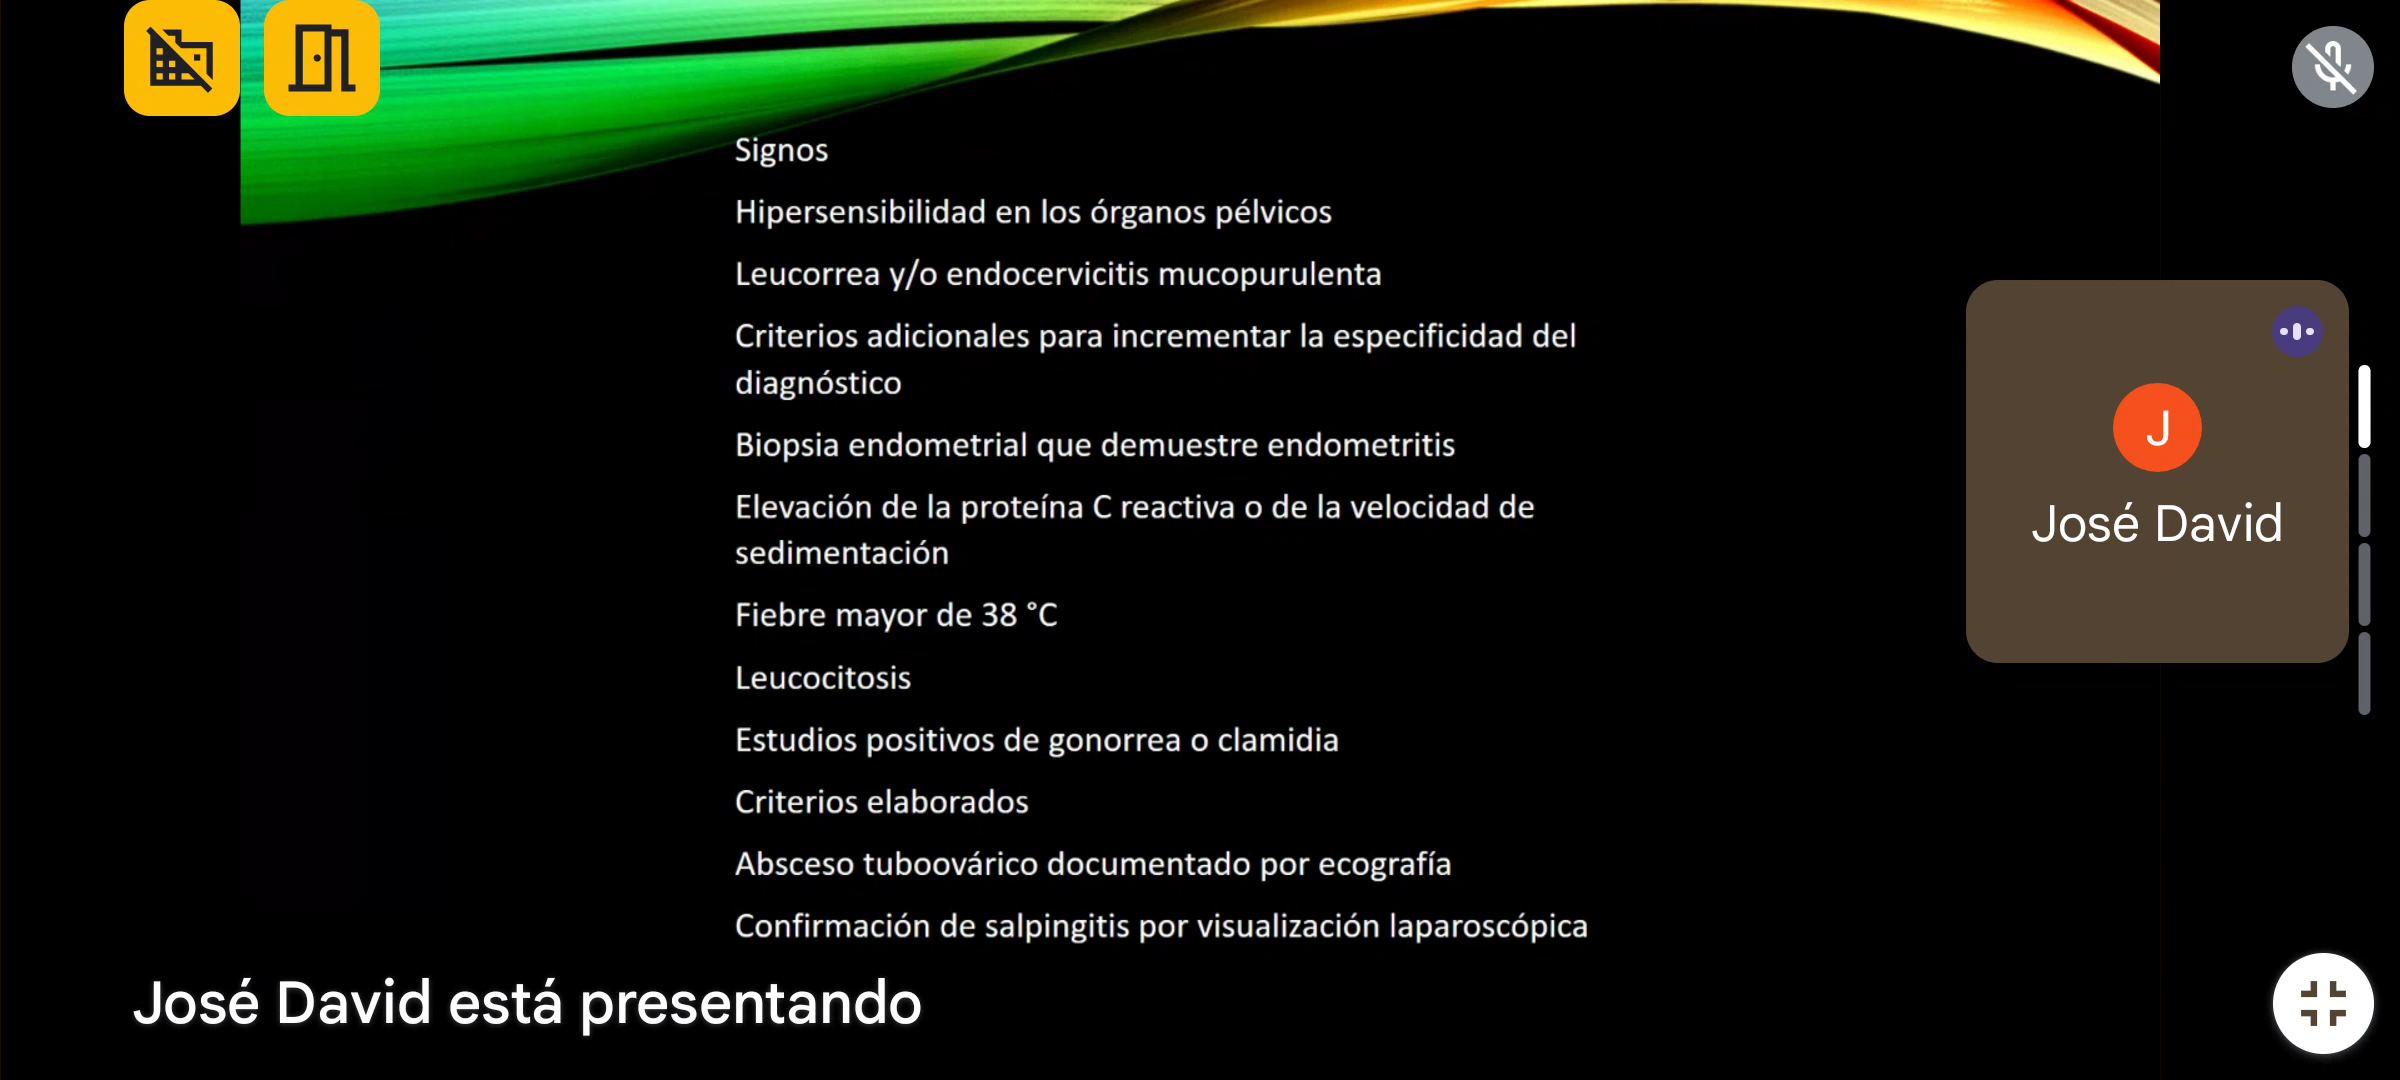 Signos
Hipersensibilidad en los órganos pélvicos
Leucorrea y/o endocervicitis mucopurulenta
Criterios adicionales para incrementar la especificidad del
diagnóstico
Biopsia endometrial que demuestre endometritis
Elevación de la proteína C reactiva o de la velocidad de
sedimentación
Fiebre mayor de 38 °C
Leucocitosis
Estudios positivos de gonorrea o clamidia
Criterios elaborados
Absceso tuboovárico documentado por ecografía
Confirmación de salpingitis por visualización laparoscópica
J
José David
José David está presentando